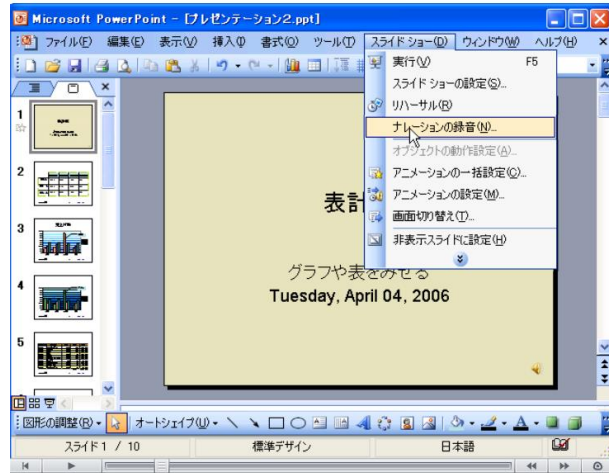 Microsoft PowerPoint - [プレゼンテーション2.ppt]
ファイル(F) 編集(E) 表示(V) 挿入(I) 書式(O) ツール(T) スライド ショー(D) ウィンドウ(W) ヘルプ(H)
実行(V) F5
スライド ショーの設定(S)...
リハーサル(R)
ナレーションの録音(N)...
オブジェクトの動作設定(A)...
アニメーションの一括設定(C)...
アニメーションの設定(M)...
画面切り替え(T)...
非表示スライドに設定(H)
1
2
3
4
5
表計
グラフや表をみせる
Tuesday, April 04, 2006
図形の調整(R) オートシェイプ(U)
スライド 1 / 10 標準デザイン 日本語